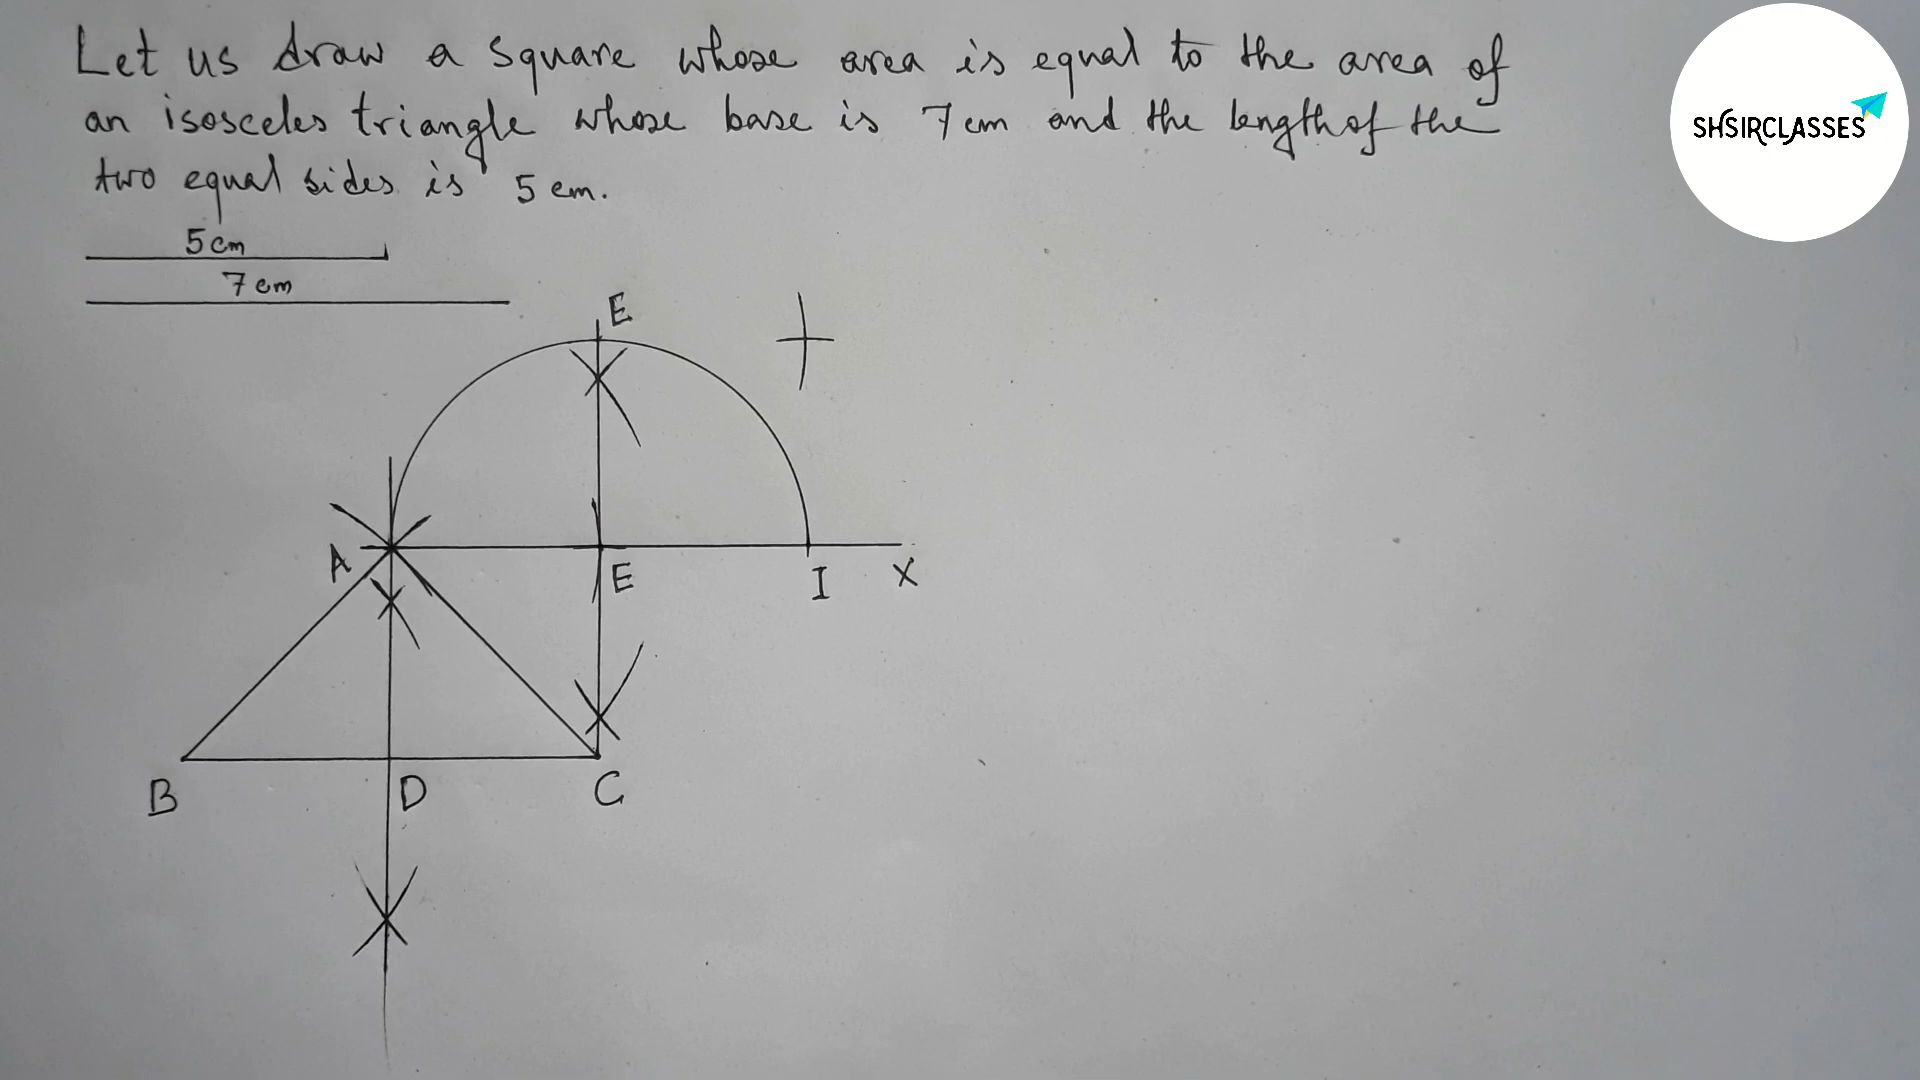 Let us draw a square whose area is equal to the area of
an isosceles triangle whose base is 7 cm and the length of the
two equal sides is 5 cm.
SHSIRCLASSES
5 cm
7 cm
E
A
E
I
X
B
D
C